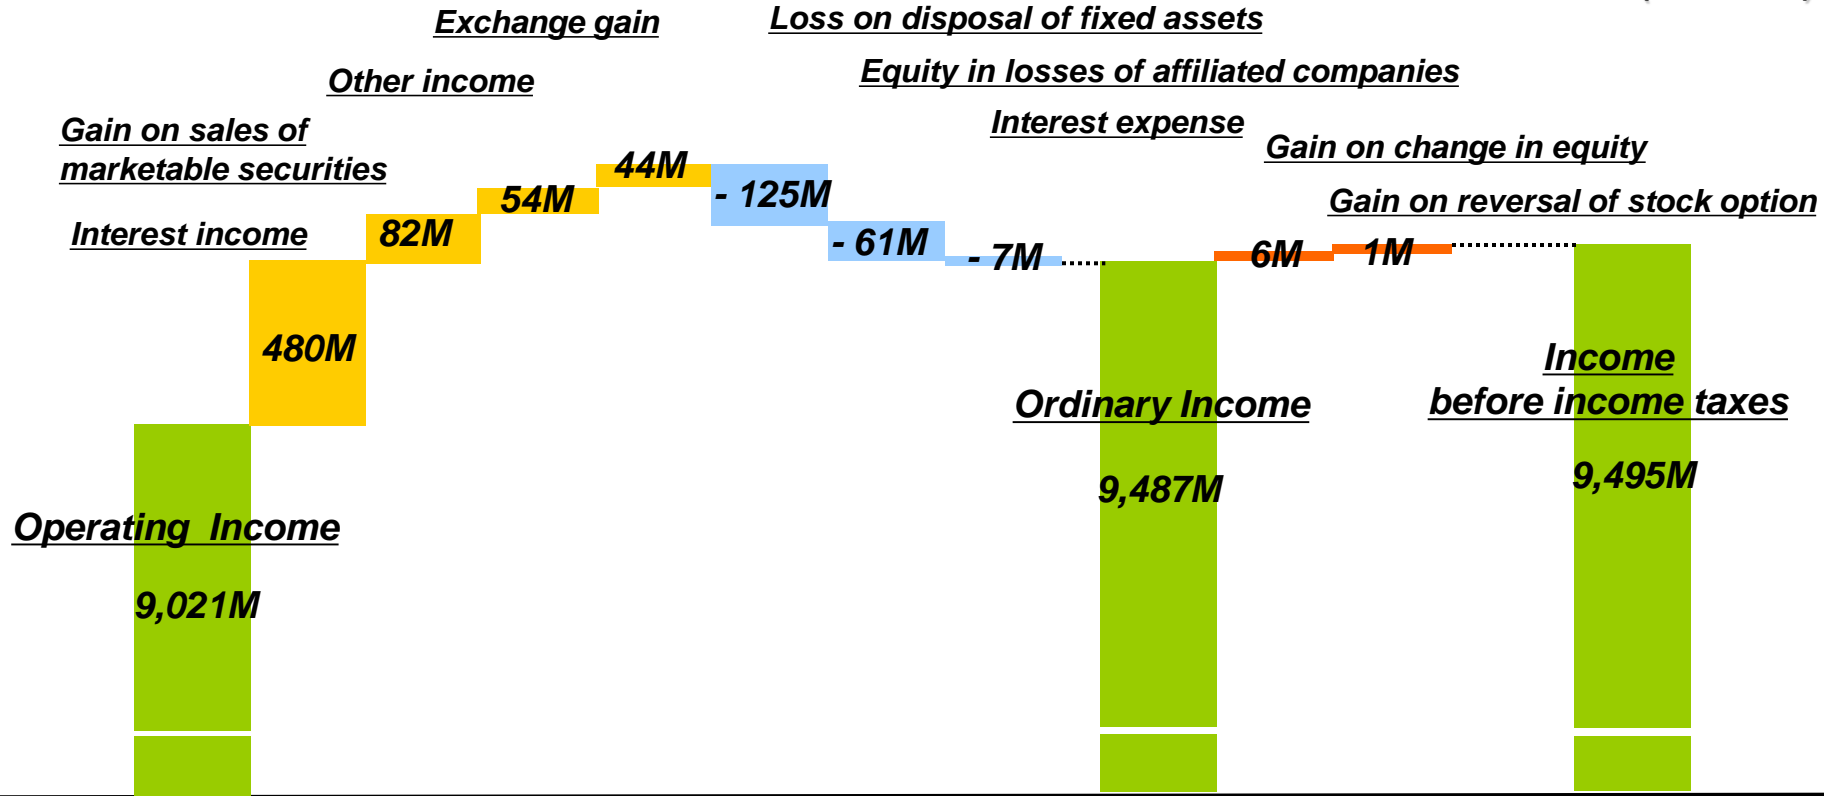 Exchange gain
Loss on disposal of fixed assets
Other income
Equity in losses of affiliated companies
Gain on sales of
marketable securities
Interest expense
Gain on change in equity
44M
- 125M
54M
Gain on reversal of stock option
Interest income
82M
- 61M
- 7M
6M
1M
480M
Ordinary Income
9,487M
Income
before income taxes
9,495M
Operating Income
9,021M